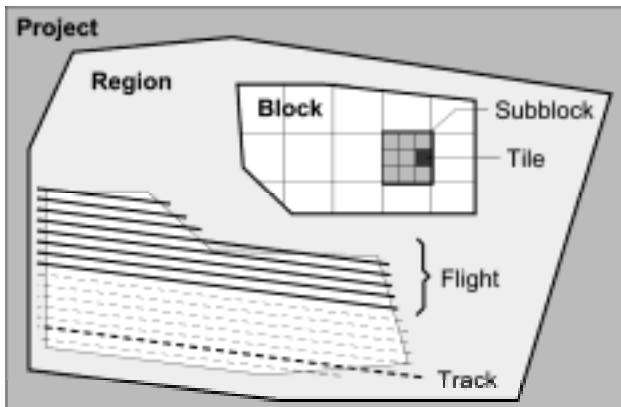 Project
Region
Block
Subblock
Tile
Flight
Track